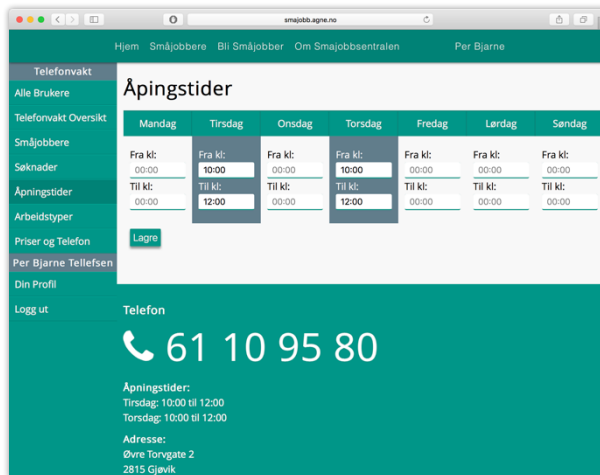 smajobb.agne.no
Hjem Småjobbere Bli Småjobber Om Smajobbsentralen Per Bjarne
Telefonvakt
Alle Brukere
Telefonvakt Oversikt
Småjobbere
Søknader
Åpningstider
Arbeidstyper
Priser og Telefon
Per Bjarne Tellefsen
Din Profil
Logg ut
Åpingstider
Mandag Tirsdag Onsdag Torsdag Fredag Lørdag Søndag
Fra kl: Fra kl: Fra kl: Fra kl: Fra kl: Fra kl: Fra kl:
00:00 10:00 00:00 10:00 00:00 00:00 00:00
Til kl: Til kl: Til kl: Til kl: Til kl: Til kl: Til kl:
00:00 12:00 00:00 12:00 00:00 00:00 00:00
Lagre
Telefon
61 10 95 80
Åpningstider:
Tirsdag: 10:00 til 12:00
Torsdag: 10:00 til 12:00
Adresse:
Øvre Torvgate 2
2815 Gjøvik